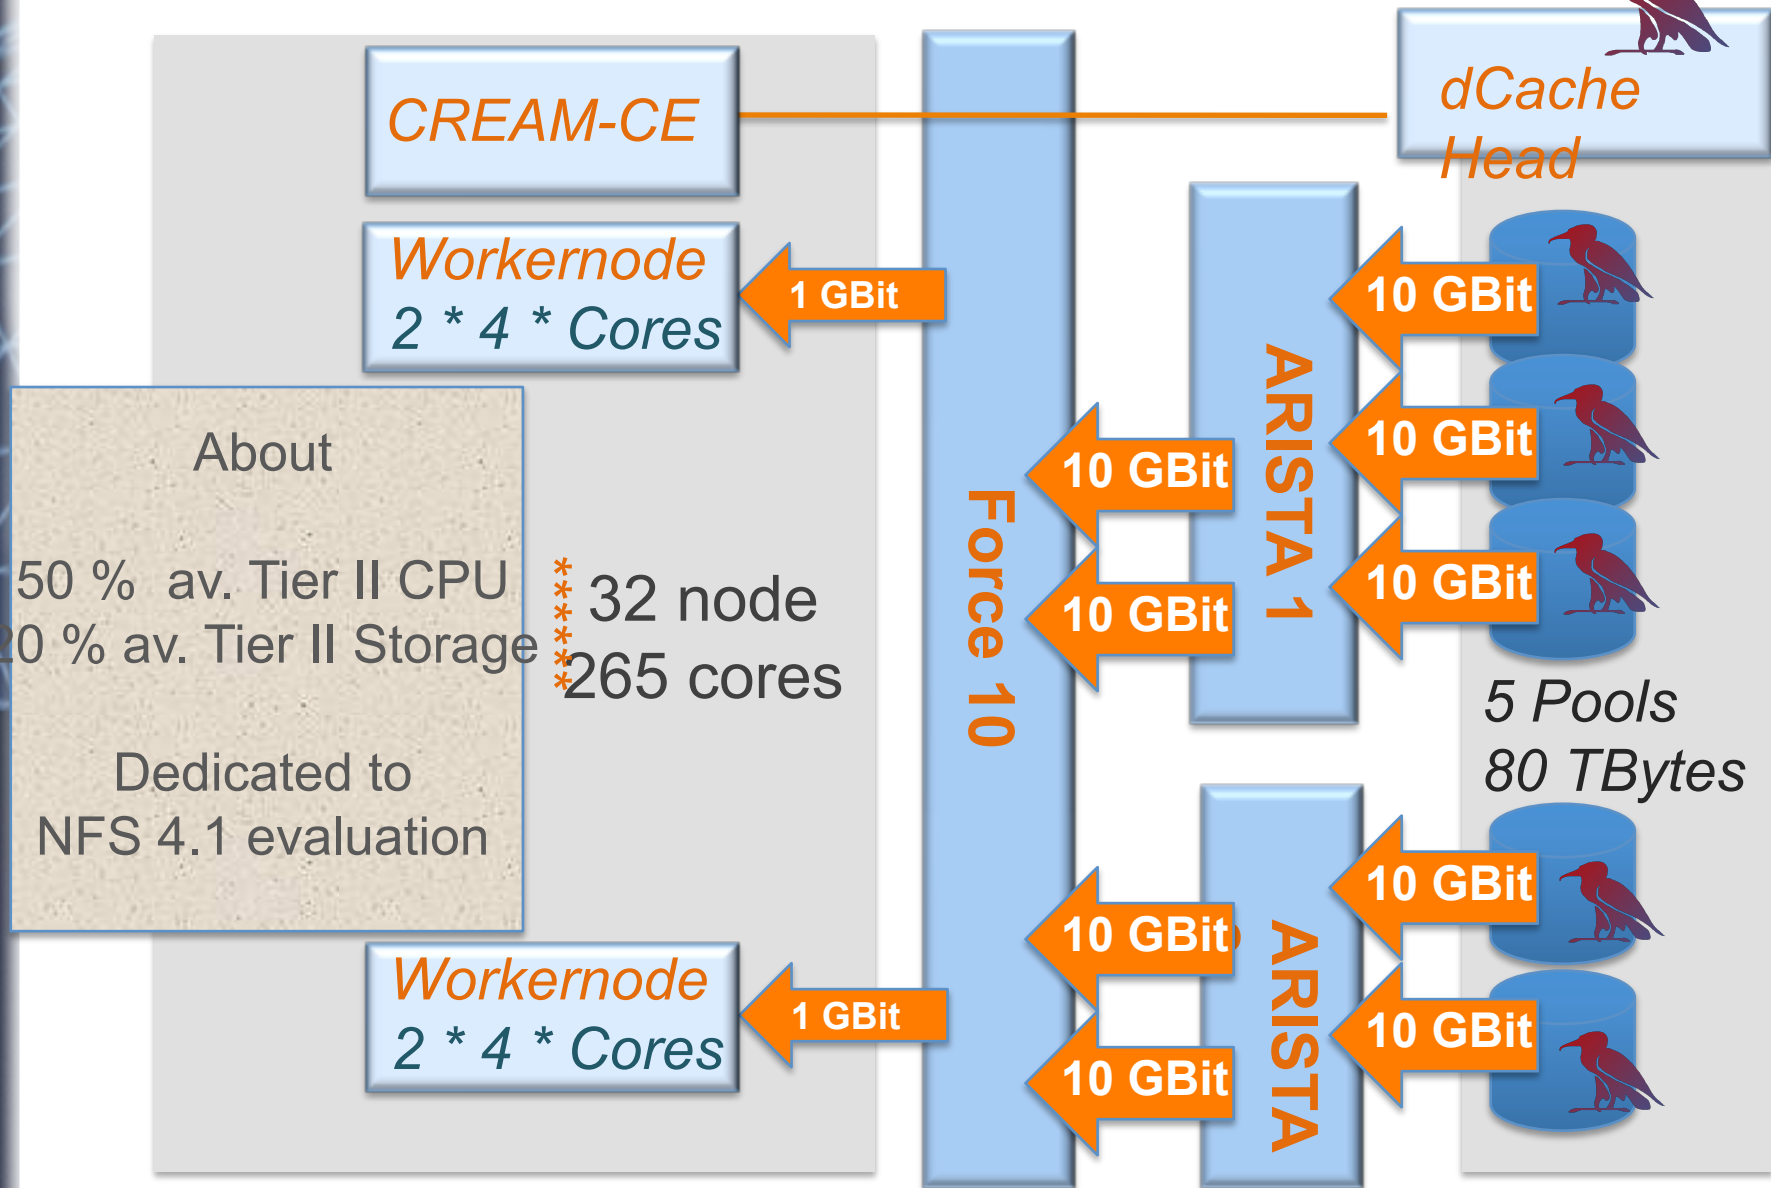 CREAM-CE
dCache
Head
Workernode
2 * 4 * Cores
1 GBit
10 GBit
10 GBit
10 GBit
ARISTA 1
10 GBit
10 GBit
Force 10
About
50 % av. Tier II CPU
20 % av. Tier II Storage
Dedicated to
NFS 4.1 evaluation
******
32 node
265 cores
5 Pools
80 TBytes
10 GBit
10 GBit
ARISTA
10 GBit
10 GBit
Workernode
2 * 4 * Cores
1 GBit